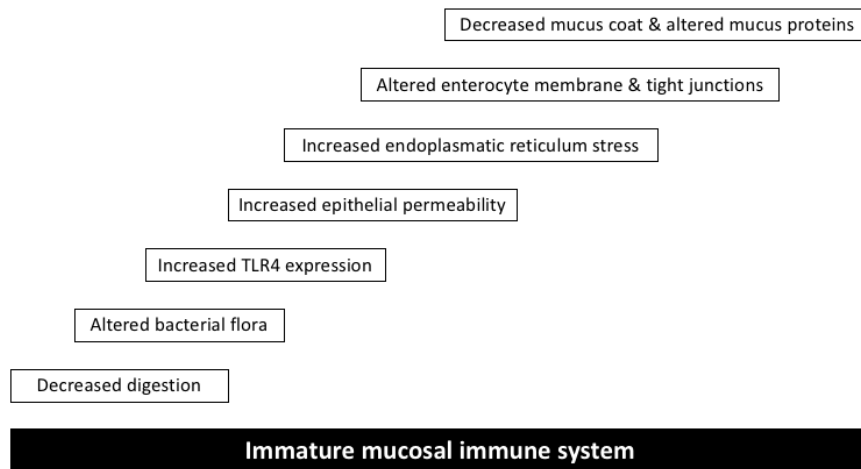 Decreased mucus coat & altered mucus proteins
Altered enterocyte membrane & tight junctions
Increased endoplasmatic reticulum stress
Increased epithelial permeability
Increased TLR4 expression
Altered bacterial flora
Decreased digestion
Immature mucosal immune system